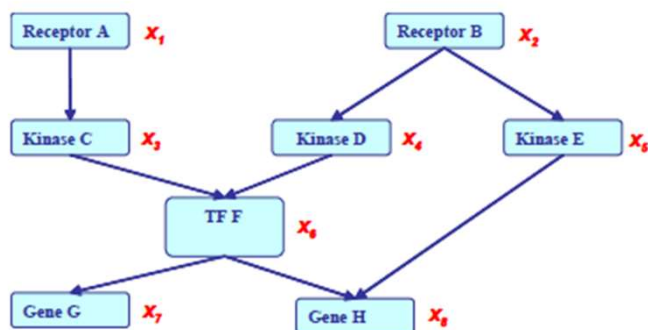 Receptor A X1
Receptor B X2
Kinase C X3
Kinase D X4
Kinase E X5
TF F X6
Gene G X7
Gene H X8